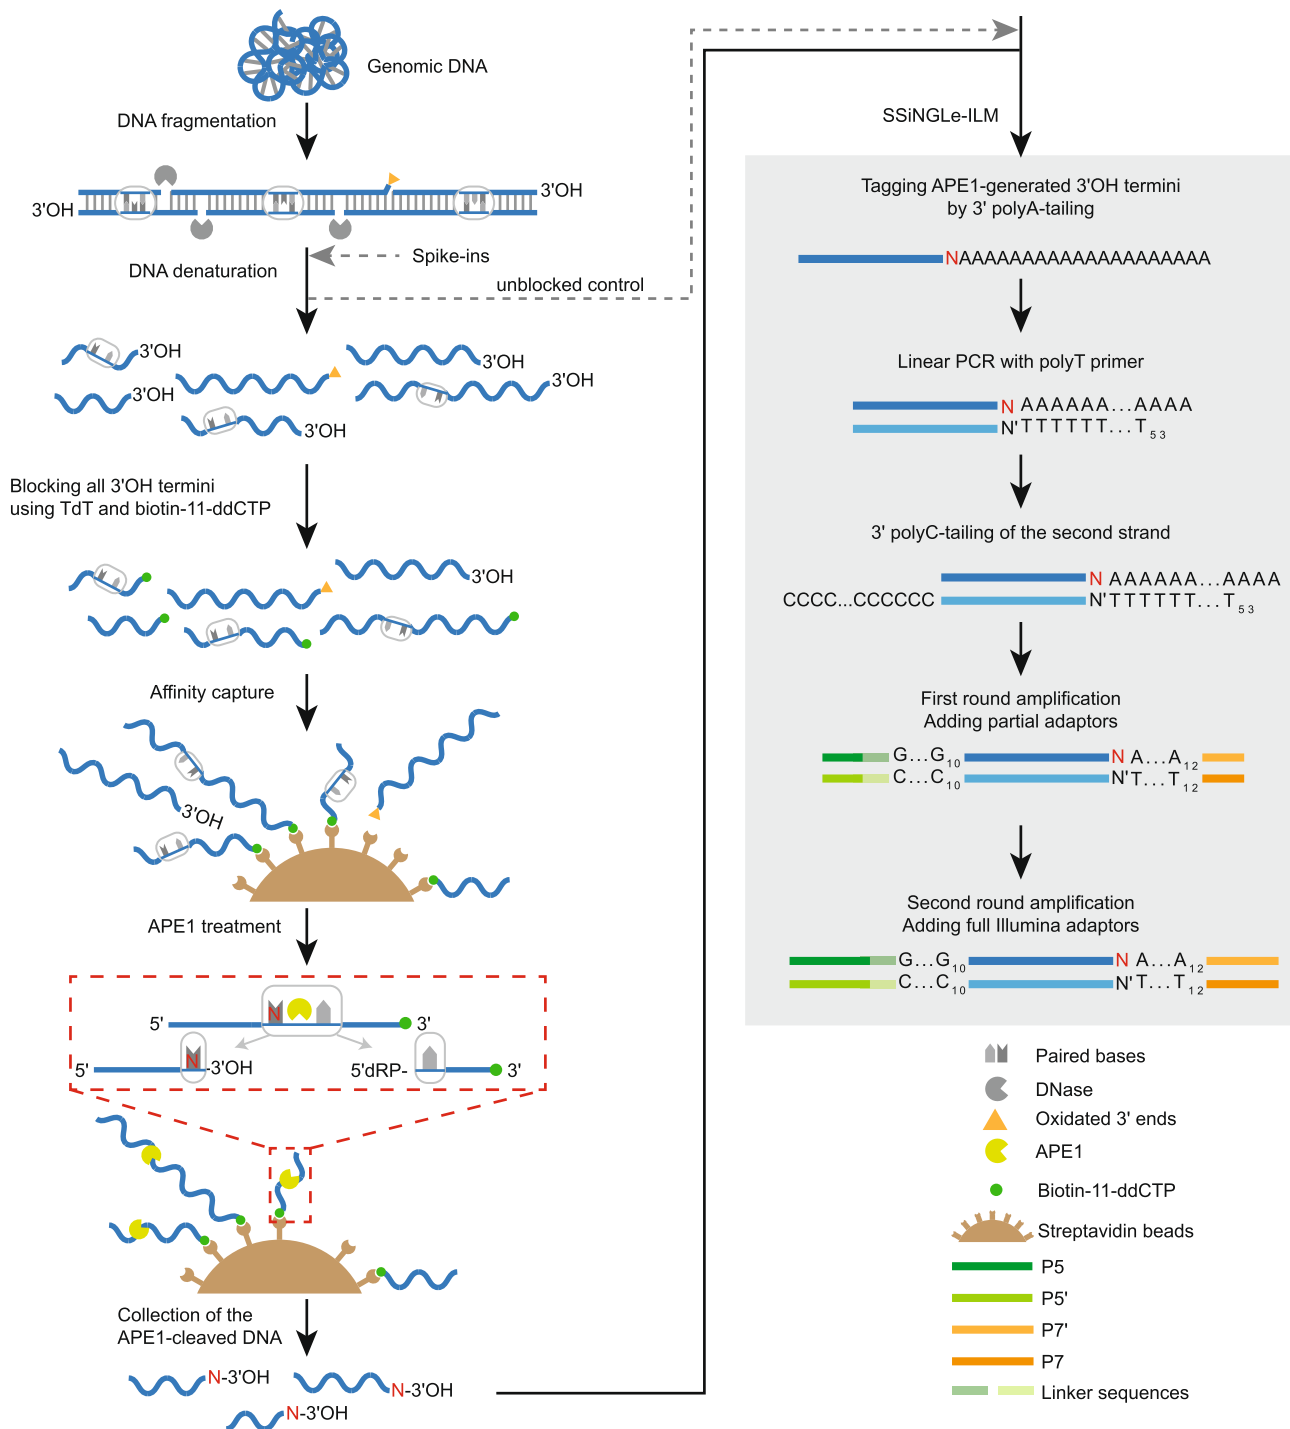 Genomic DNA
DNA fragmentation
3'OH
3'OH
Spike-ins
DNA denaturation
unblocked control
3'OH
3'OH
3'OH
3'OH
3'OH
Blocking all 3'OH termini
using TdT and biotin-11-ddCTP
3'OH
Affinity capture
3'OH
APE1 treatment
N
5'
3'
N
5'
-3'OH
5'dRP-
3'
Collection of the
APE1-cleaved DNA
N-3'OH
N-3'OH
N-3'OH
SSiNGLe-ILM
Tagging APE1-generated 3'OH termini
by 3' polyA-tailing
NAAAAAAAAAAAAAAAAAAAA
Linear PCR with polyT primer
N AAAAAA...AAAA
N'TTTTTT...T53
3' polyC-tailing of the second strand
N AAAAAA...AAAA
CCCC...CCCCCC N'TTTTTT...T53
First round amplification
Adding partial adaptors
G...G10 N A...A12
C...C10 N'T...T12
Second round amplification
Adding full Illumina adaptors
G...G10 N A...A12
C...C10 N'T...T12
Paired bases
DNase
Oxidated 3' ends
APE1
Biotin-11-ddCTP
Streptavidin beads
P5
P5'
P7'
P7
Linker sequences